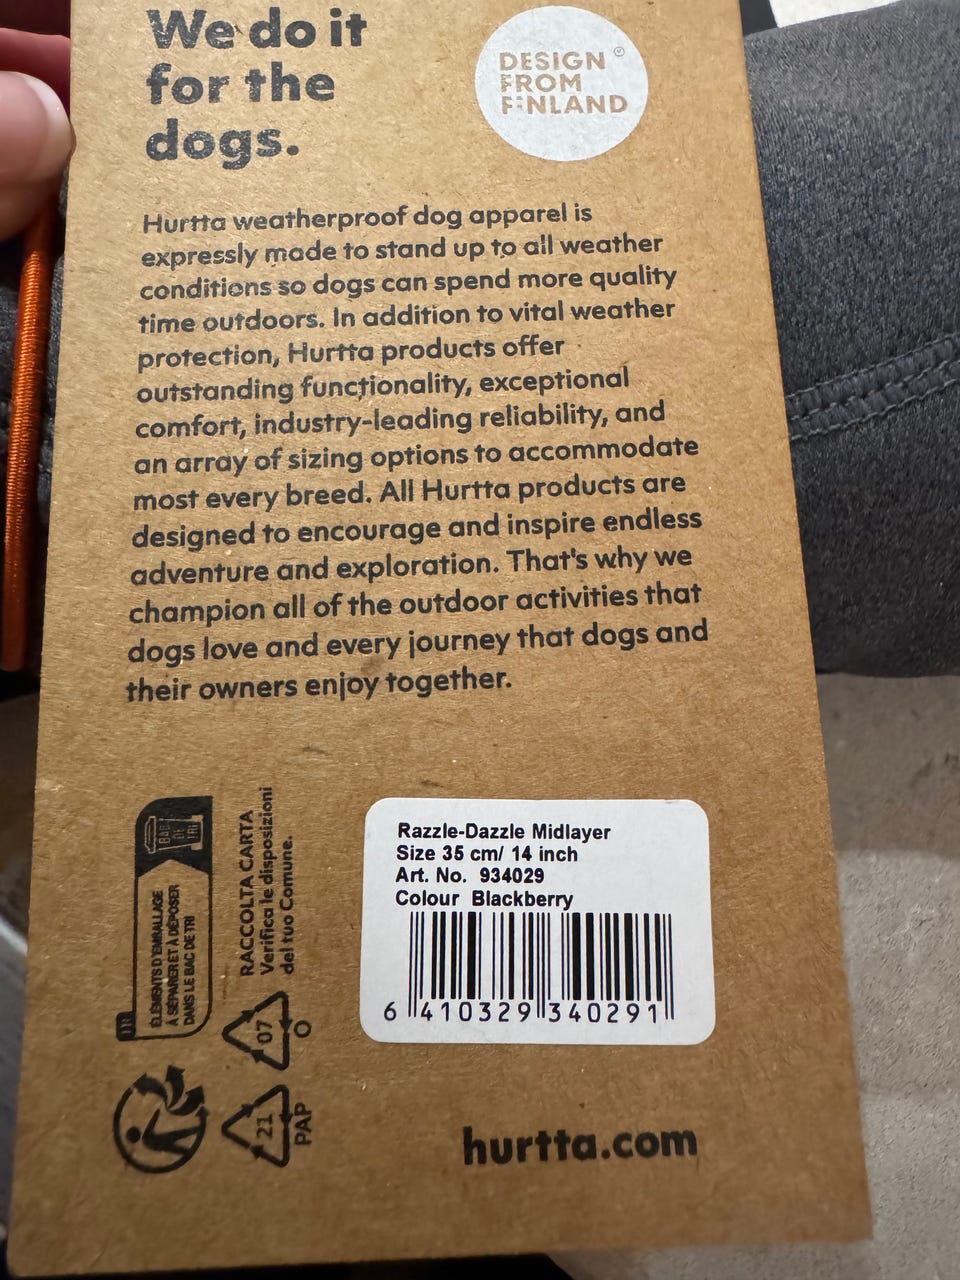 We do it
for the
dogs.
DESIGN
FROM
FINLAND
Hurtta weatherproof dog apparel is
expressly made to stand up to all weather
conditions so dogs can spend more quality
time outdoors. In addition to vital weather
protection, Hurtta products offer
outstanding functionality, exceptional
comfort, industry-leading reliability, and
an array of sizing options to accommodate
most every breed. All Hurtta products are
designed to encourage and inspire endless
adventure and exploration. That's why we
champion all of the outdoor activities that
dogs love and every journey that dogs and
their owners enjoy together.
BAC
DE
TRI
ÉLÉMENTS D'EMBALLAGE
À SÉPARER ET À DÉPOSER
DANS LE BAC DE TRI
RACCOLTA CARTA
Verifica le disposizioni
del tuo Comune.
07
O
21
PAP
Razzle-Dazzle Midlayer
Size 35 cm/ 14 inch
Art. No. 934029
Colour Blackberry
6 410329 340291
hurtta.com